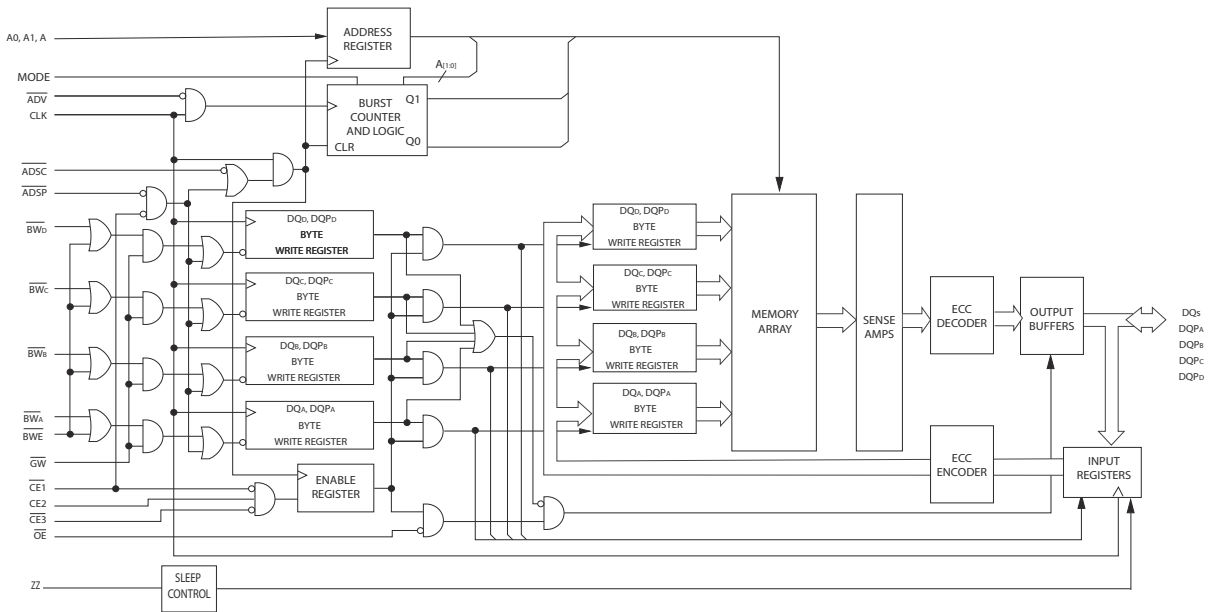 A0, A1, A
ADDRESS
REGISTER
MODE
A[1:0]
ADV
CLK
BURST
COUNTER
AND LOGIC
Q1
Q0
CLR
ADSC
ADSP
BWD
BWC
BWB
BWA
BWE
GW
CE1
CE2
CE3
OE
ZZ
DQD, DQPD
BYTE
WRITE REGISTER
DQC, DQPC
BYTE
WRITE REGISTER
DQB, DQPB
BYTE
WRITE REGISTER
DQA, DQPA
BYTE
WRITE REGISTER
ENABLE
REGISTER
SLEEP
CONTROL
DQD, DQPD
BYTE
WRITE REGISTER
DQC, DQPC
BYTE
WRITE REGISTER
DQB, DQPB
BYTE
WRITE REGISTER
DQA, DQPA
BYTE
WRITE REGISTER
MEMORY
ARRAY
SENSE
AMPS
ECC
DECODER
OUTPUT
BUFFERS
ECC
ENCODER
INPUT
REGISTERS
DQs
DQPA
DQPB
DQPC
DQPD